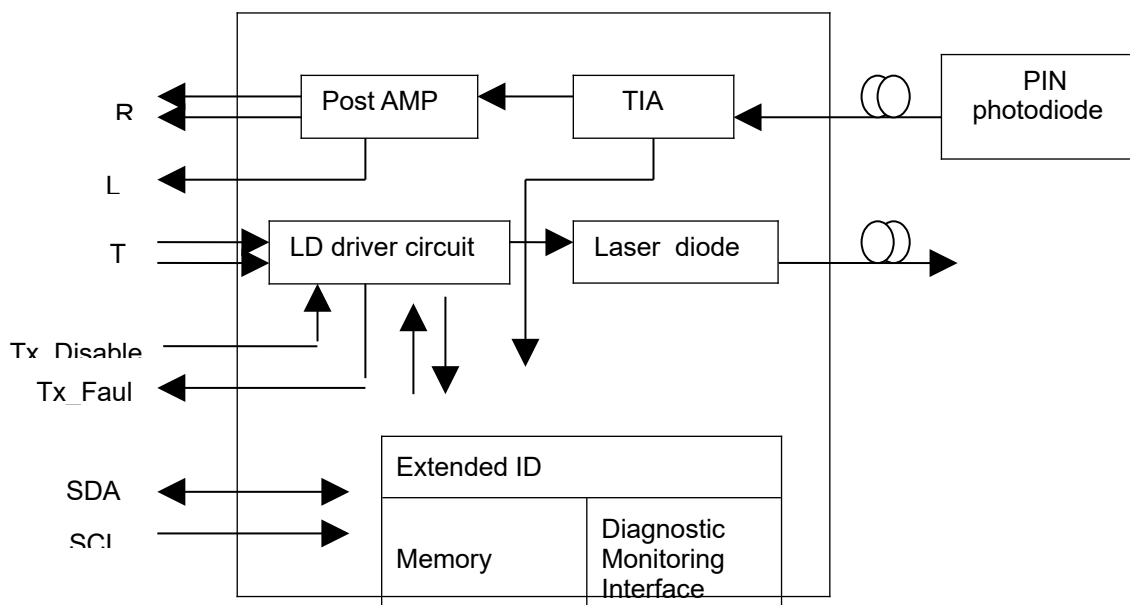 Post AMP
TIA
PIN
photodiode
R
L
LD driver circuit
Laser diode
T
Tx_Disable
Tx_Faul
Extended ID
SDA
SCL
Memory
Diagnostic
Monitoring
Interface